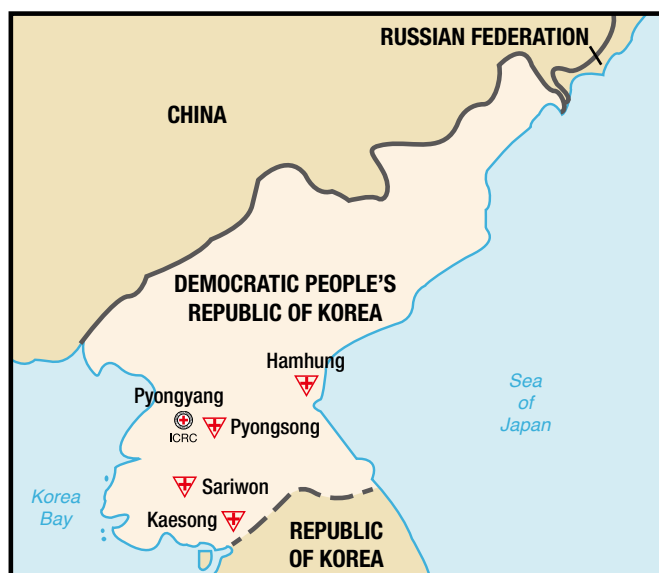 RUSSIAN FEDERATION
CHINA
DEMOCRATIC PEOPLE'S
REPUBLIC OF KOREA
Hamhung
Sea
of
Japan
Pyongyang
ICRC
Pyongsong
Sariwon
Korea
Bay
Kaesong
REPUBLIC
OF KOREA